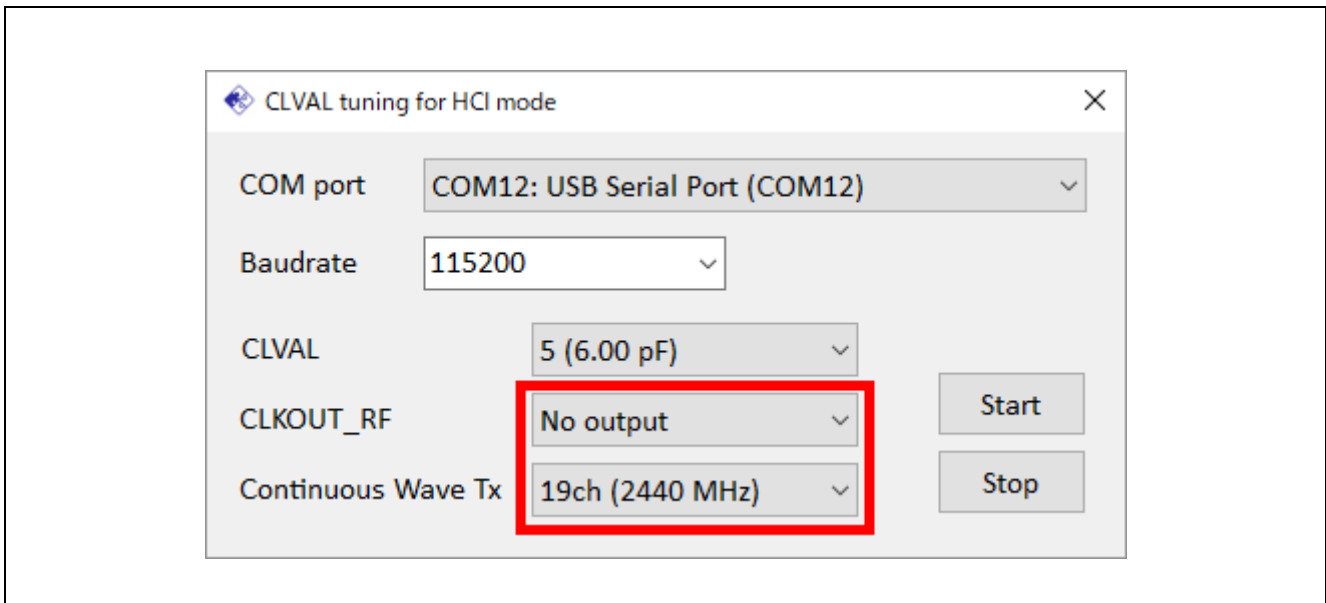 CLVAL tuning for HCI mode
COM port COM12: USB Serial Port (COM12)
Baudrate 115200
CLVAL 5 (6.00 pF)
CLKOUT_RF No output
Start
Continuous Wave Tx 19ch (2440 MHz)
Stop